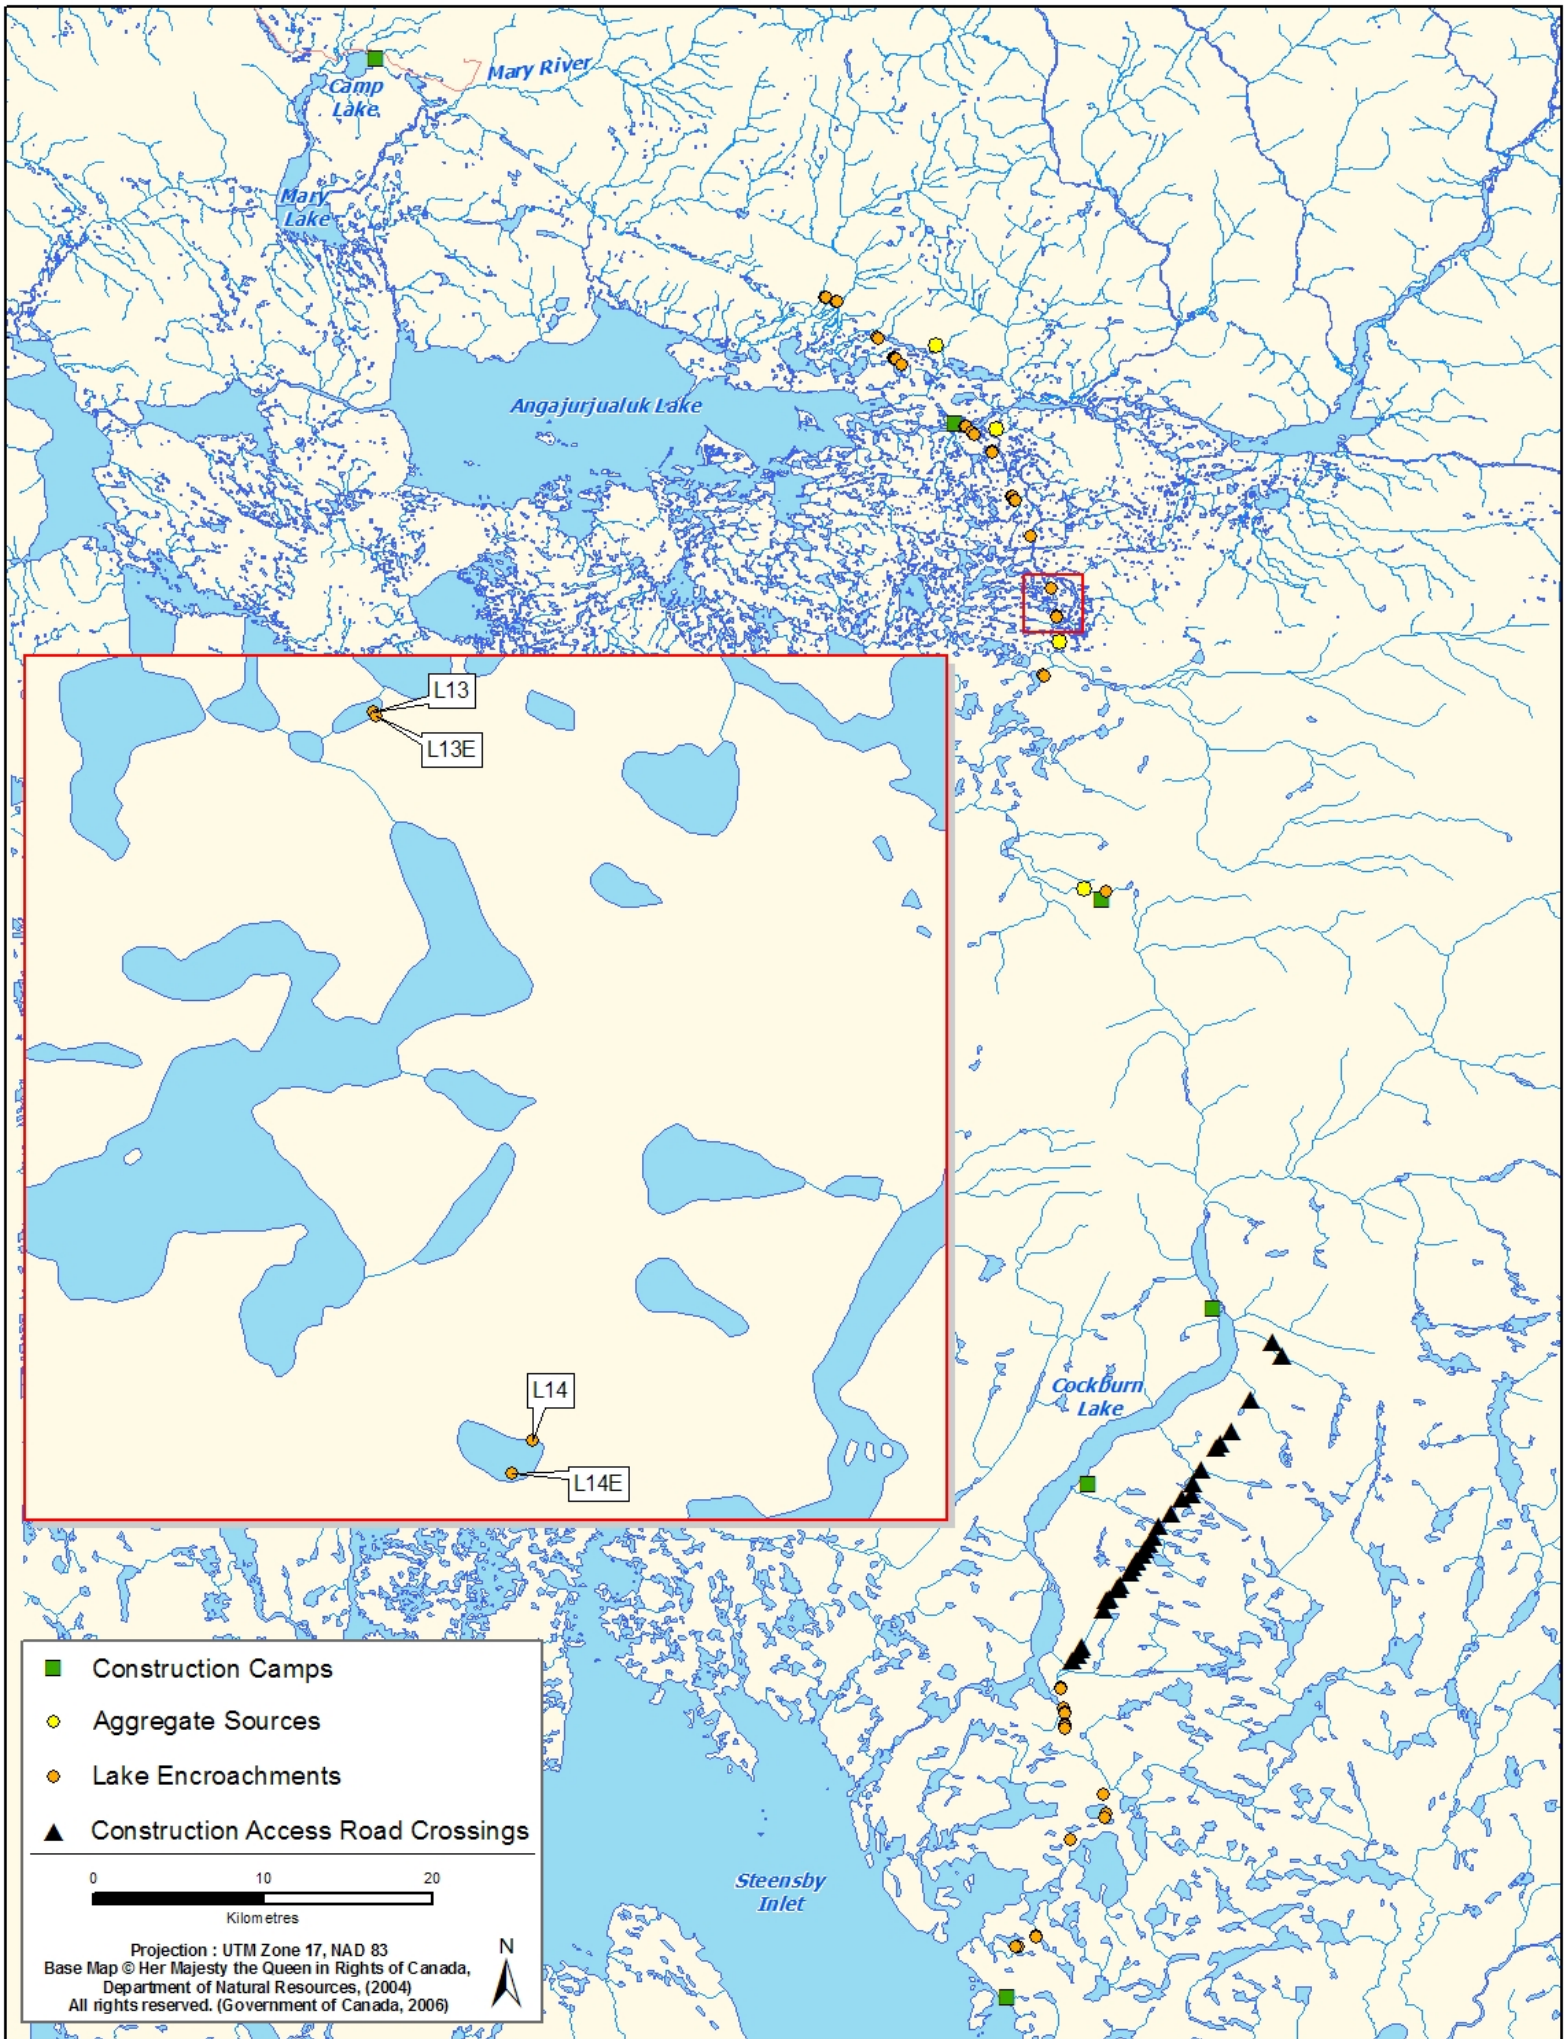 Mary River
Camp
Lake
Mary
Lake
Angajurjualuk Lake
L13
L13E
L14
L14E
Cockburn
Lake
Steensby
Inlet
Construction Camps
Aggregate Sources
Lake Encroachments
Construction Access Road Crossings
0 10 20
Kilometres
Projection : UTM Zone 17, NAD 83
Base Map © Her Majesty the Queen in Rights of Canada,
Department of Natural Resources, (2004)
All rights reserved. (Government of Canada, 2006)
N